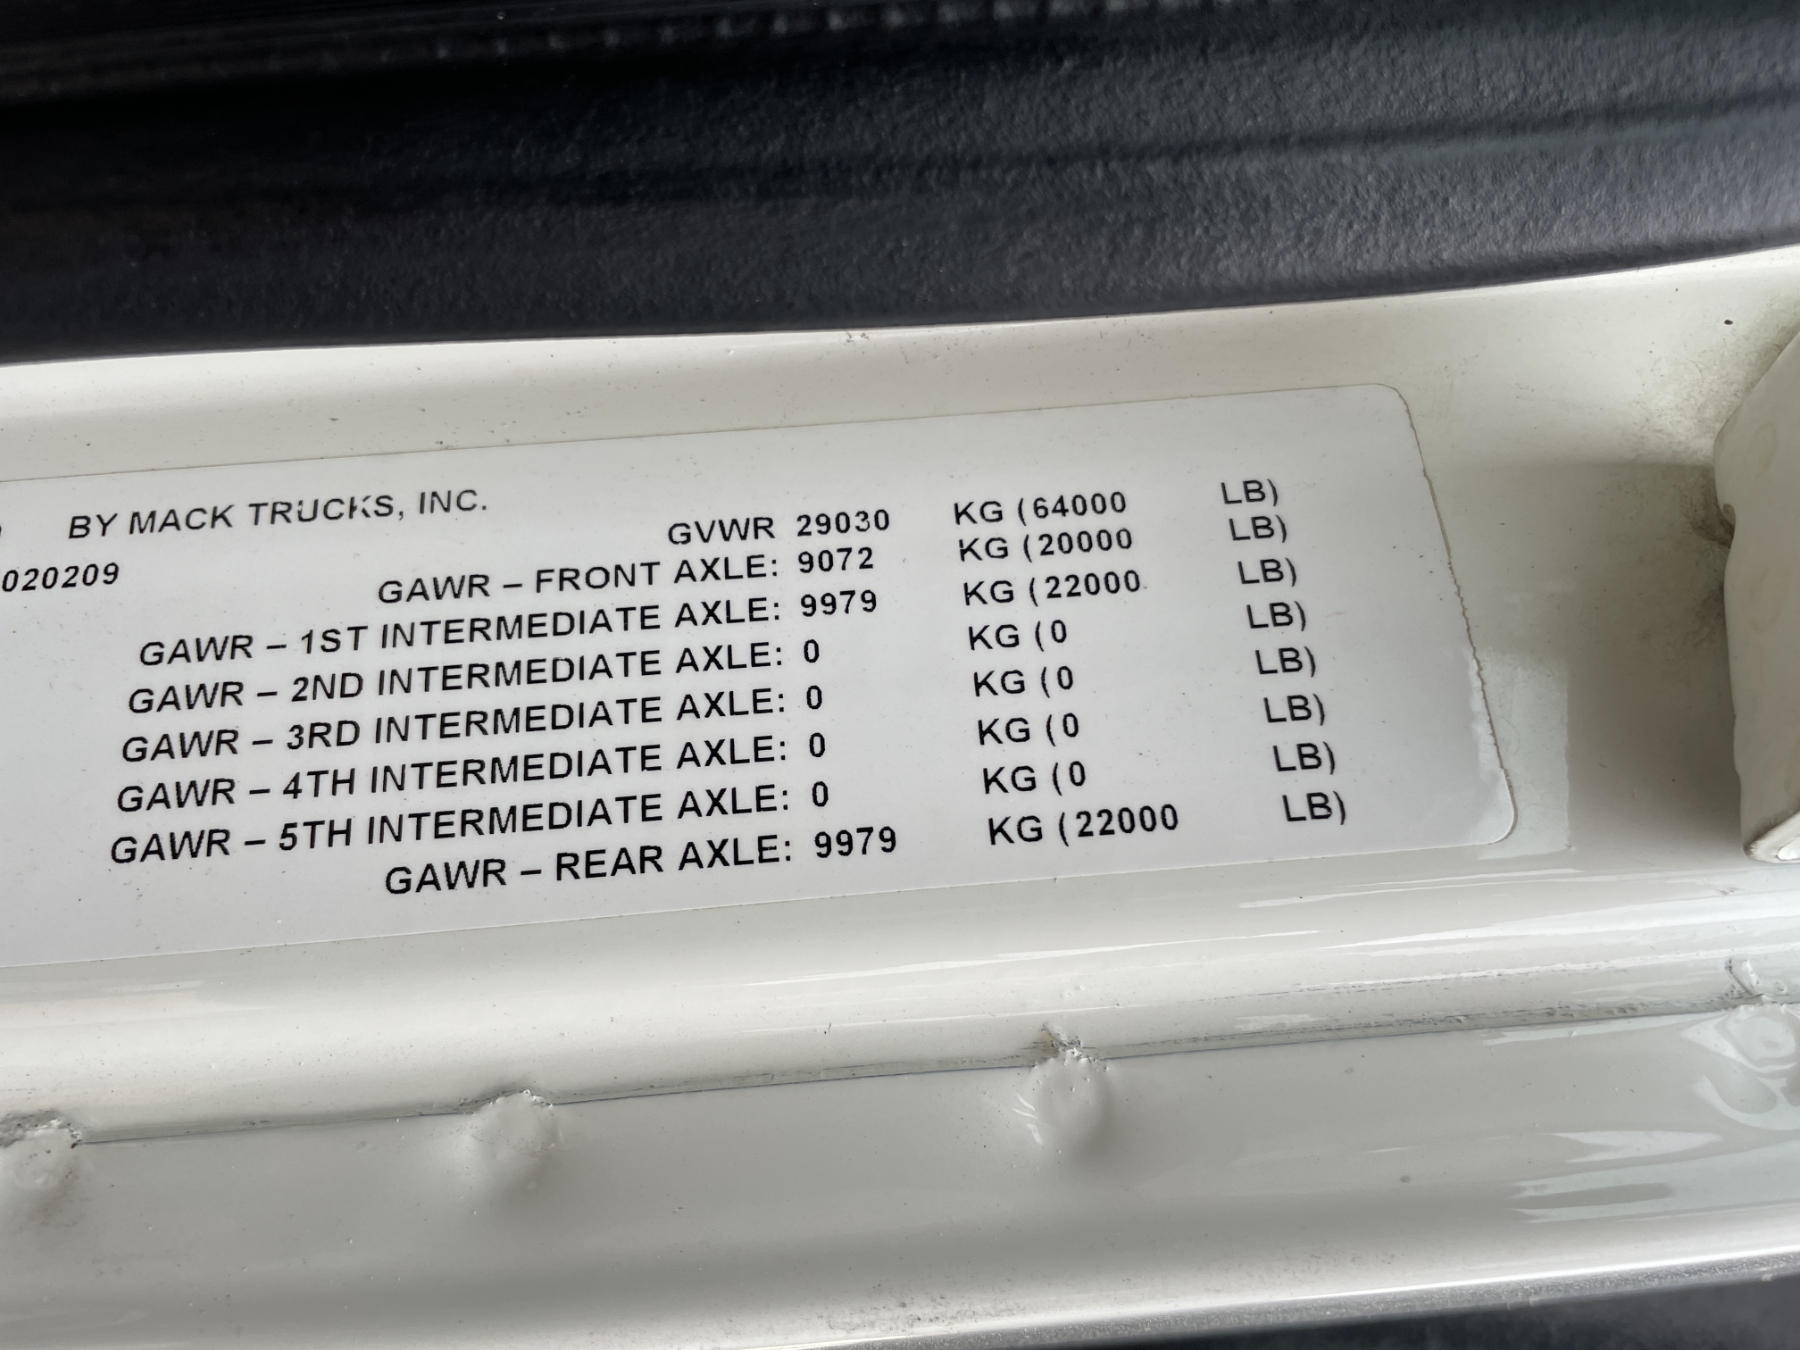 BY MACK TRUCKS, INC.
GVWR 29030 KG (64000 LB)
020209
GAWR – FRONT AXLE: 9072 KG (20000 LB)
GAWR – 1ST INTERMEDIATE AXLE: 9979 KG (22000 LB)
GAWR – 2ND INTERMEDIATE AXLE: 0 KG (0 LB)
GAWR – 3RD INTERMEDIATE AXLE: 0 KG (0 LB)
GAWR – 4TH INTERMEDIATE AXLE: 0 KG (0 LB)
GAWR – 5TH INTERMEDIATE AXLE: 0 KG (0 LB)
GAWR – REAR AXLE: 9979 KG (22000 LB)